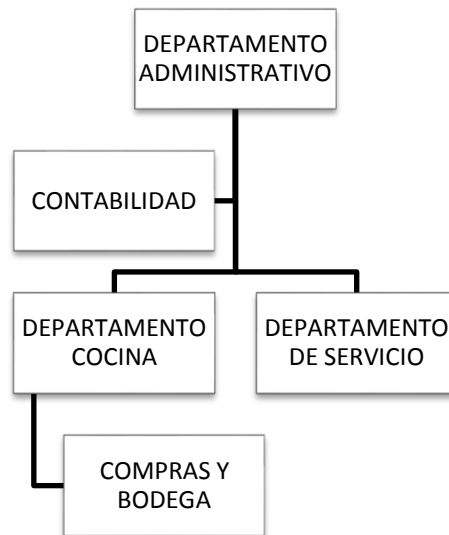 DEPARTAMENTO
ADMINISTRATIVO
CONTABILIDAD
DEPARTAMENTO
COCINA
DEPARTAMENTO
DE SERVICIO
COMPRAS Y
BODEGA